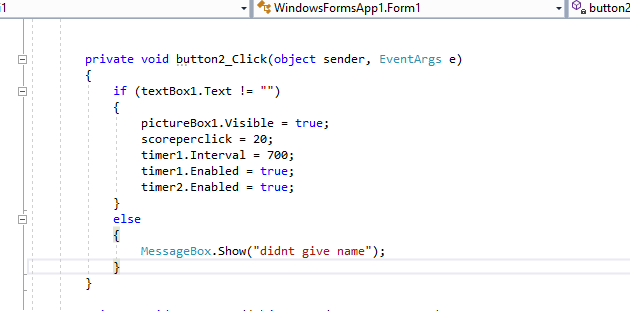 i1 WindowsFormsApp1.Form1 button2
private void button2_Click(object sender, EventArgs e)
{
if (textBox1.Text != "")
{
pictureBox1.Visible = true;
scoreperclick = 20;
timer1.Interval = 700;
timer1.Enabled = true;
timer2.Enabled = true;
}
else
{
MessageBox.Show("didnt give name");
}
}